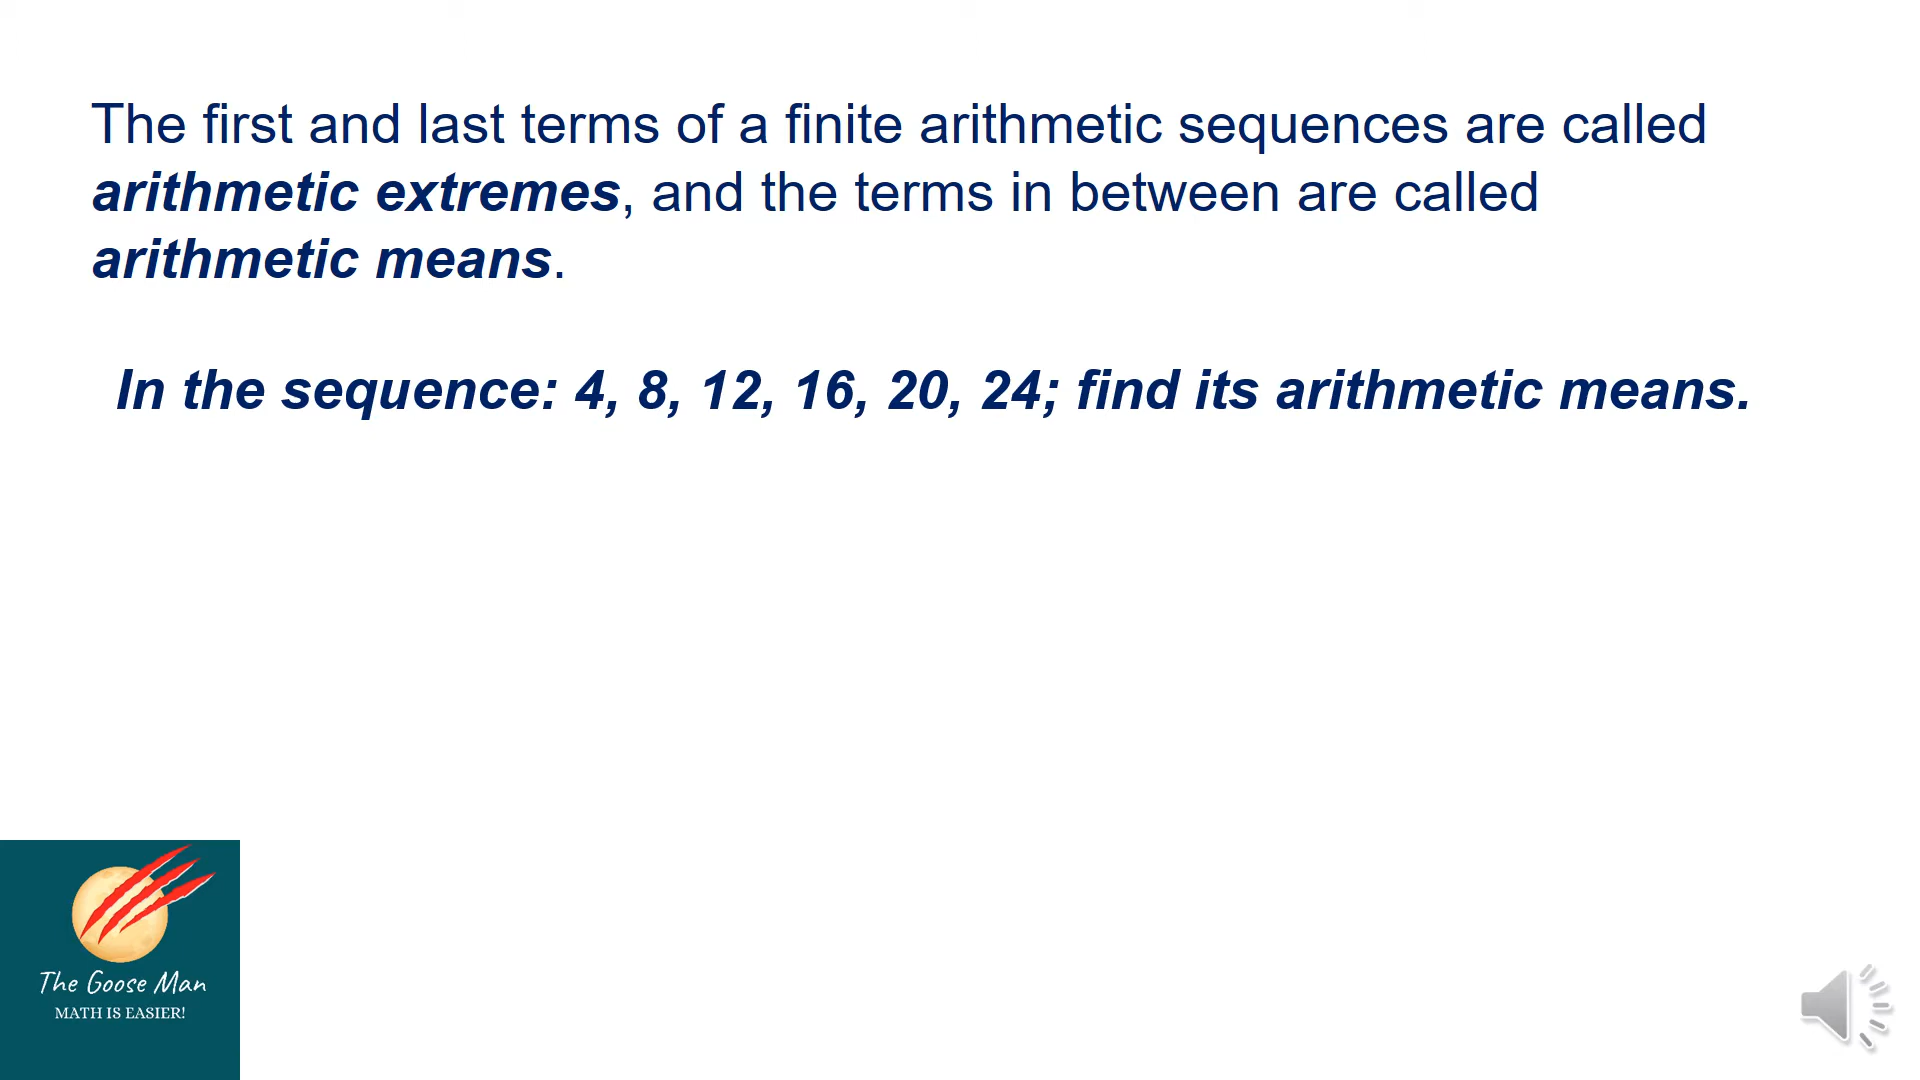 The first and last terms of a finite arithmetic sequences are called
arithmetic extremes, and the terms in between are called
arithmetic means.
In the sequence: 4, 8, 12, 16, 20, 24; find its arithmetic means.
The Goose Man
MATH IS EASIER!